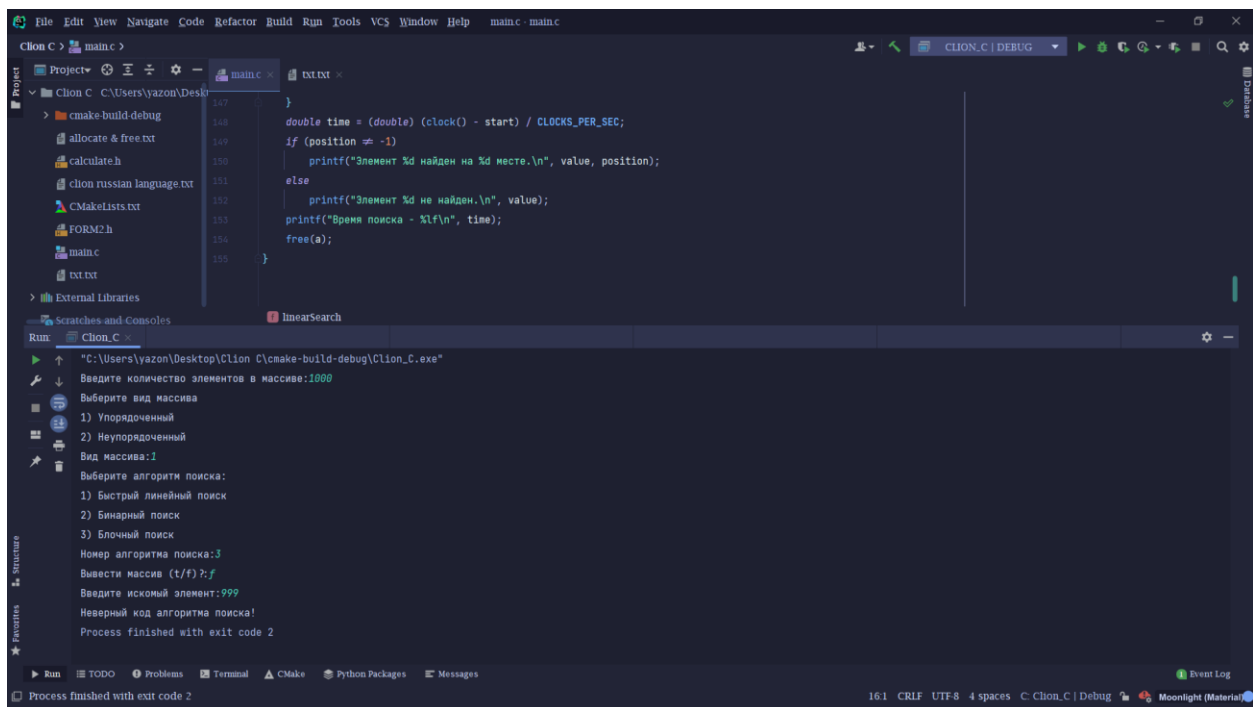 File Edit View Navigate Code Refactor Build Run Tools VCS Window Help main.c - main.c
Clion C > main.c >
CLION_C | DEBUG
Project
main.c ×
txt.txt ×
Project
Database
Clion C C:\Users\yazon\Desk
cmake-build-debug
allocate & free.txt
calculate.h
clion russian language.txt
CMakeLists.txt
FORM2.h
main.c
txt.txt
External Libraries
Scratches and Consoles
147 }
148 double time = (double) (clock() - start) / CLOCKS_PER_SEC;
149 if (position ≠ -1)
150 printf("Элемент %d найден на %d месте.\n", value, position);
151 else
152 printf("Элемент %d не найден.\n", value);
153 printf("Время поиска - %lf\n", time);
154 free(a);
155 }
f linearSearch
Run: Clion_C ×
"C:\Users\yazon\Desktop\Clion C\cmake-build-debug\Clion_C.exe"
Введите количество элементов в массиве:1000
Выберите вид массива
1) Упорядоченный
2) Неупорядоченный
Вид массива:1
Выберите алгоритм поиска:
1) Быстрый линейный поиск
2) Бинарный поиск
3) Блочный поиск
Номер алгоритма поиска:3
Вывести массив (t/f)?:f
Введите искомый элемент:999
Неверный код алгоритма поиска!
Process finished with exit code 2
Structure
Favorites
Run TODO Problems Terminal CMake Python Packages Messages
1 Event Log
Process finished with exit code 2
16:1 CRLF UTF-8 4 spaces C: Clion_C | Debug Moonlight (Material)